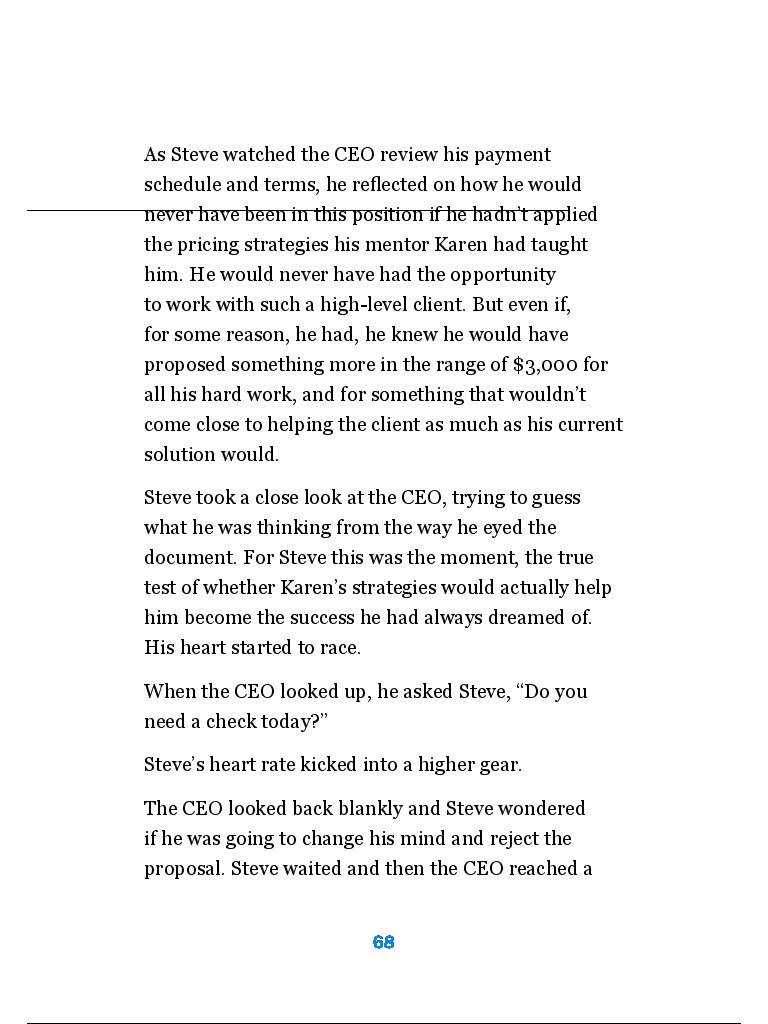 As Steve watched the CEO review his payment
schedule and terms, he reflected on how he would
never have been in this position if he hadn’t applied
the pricing strategies his mentor Karen had taught
him. He would never have had the opportunity
to work with such a high-level client. But even if,
for some reason, he had, he knew he would have
proposed something more in the range of $3,000 for
all his hard work, and for something that wouldn’t
come close to helping the client as much as his current
solution would.
Steve took a close look at the CEO, trying to guess
what he was thinking from the way he eyed the
document. For Steve this was the moment, the true
test of whether Karen’s strategies would actually help
him become the success he had always dreamed of.
His heart started to race.
When the CEO looked up, he asked Steve, “Do you
need a check today?”
Steve’s heart rate kicked into a higher gear.
The CEO looked back blankly and Steve wondered
if he was going to change his mind and reject the
proposal. Steve waited and then the CEO reached a
68